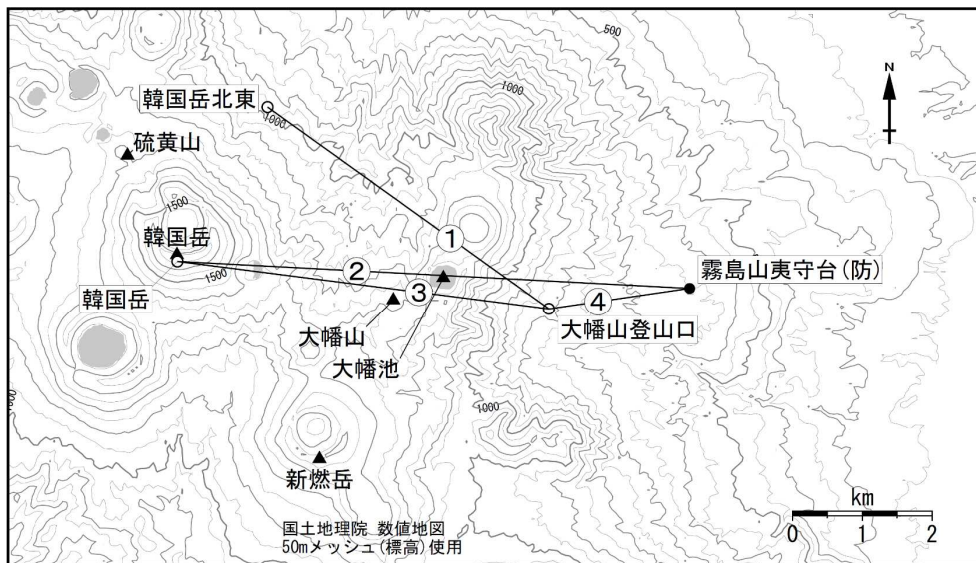 500
N
韓国岳北東
1000
1000
硫黄山
1500
韓国岳
①
霧島山夷守台(防)
②
1500
③
④
韓国岳
大幡山登山口
大幡山
大幡池
1000
新燃岳
km
国土地理院 数値地図
50mメッシュ(標高)使用
0 1 2